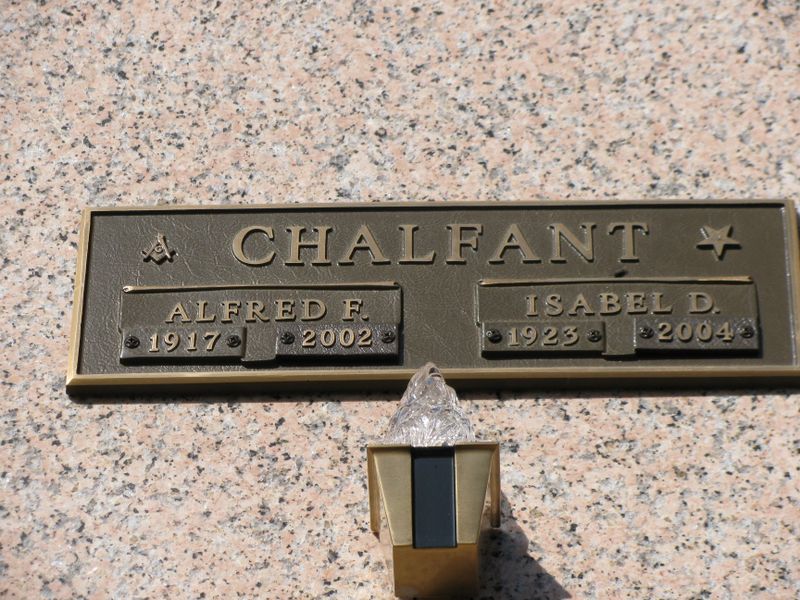 CHALFANT
ALFRED F.
1917 2002
ISABEL D.
1923 2004